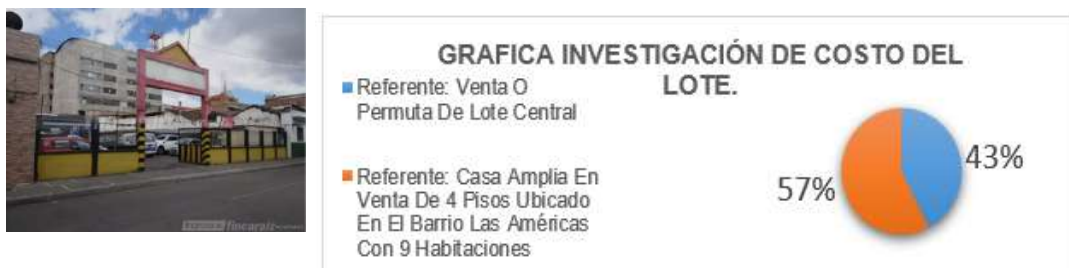 fincaraíz
GRAFICA INVESTIGACIÓN DE COSTO DEL
LOTE.
Referente: Venta O
Permuta De Lote Central
Referente: Casa Amplia En
Venta De 4 Pisos Ubicado
En El Barrio Las Américas
Con 9 Habitaciones
43%
57%